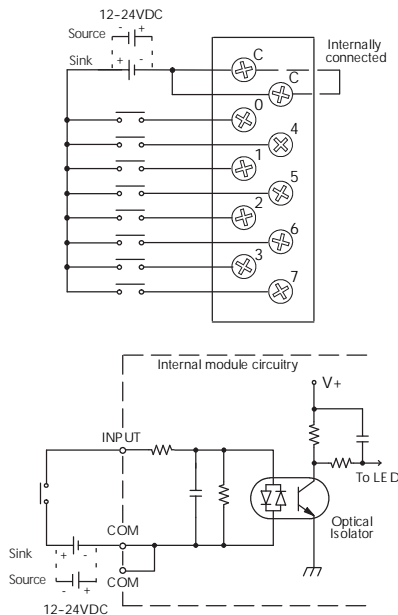 12-24VDC
Source - +
Sink + -
Internally
connected
C
C
0
4
1
5
2
6
3
7
Internal module circuitry
V+
INPUT
To LED
Optical
Isolator
COM
Sink + -
COM
Source - +
12-24VDC